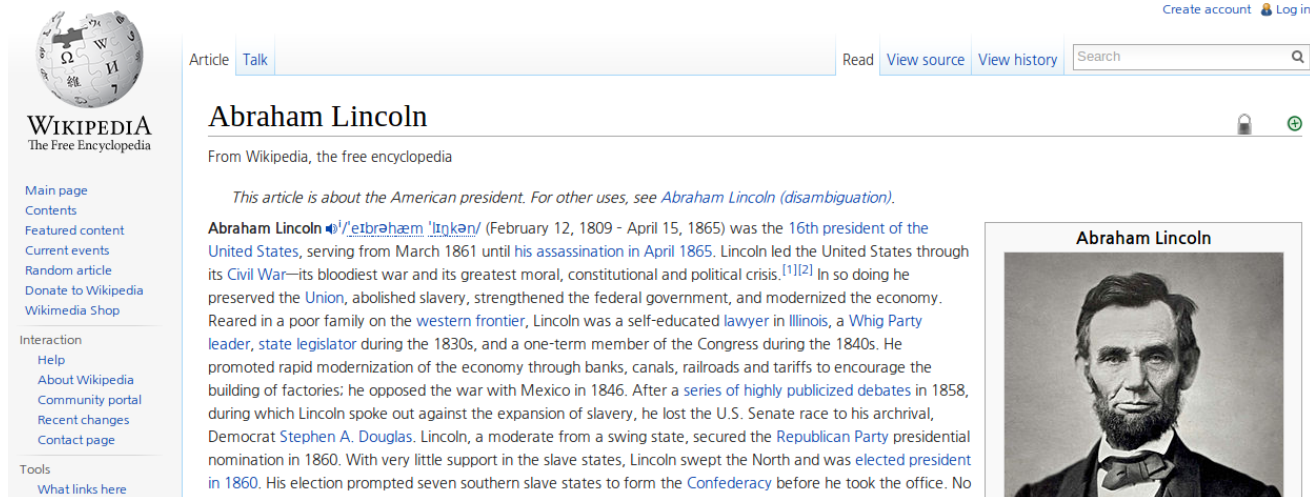 Create account Log in
Article Talk Read View source View history Search
WIKIPEDIA
The Free Encyclopedia
Main page
Contents
Featured content
Current events
Random article
Donate to Wikipedia
Wikimedia Shop
Interaction
Help
About Wikipedia
Community portal
Recent changes
Contact page
Tools
What links here
Abraham Lincoln
From Wikipedia, the free encyclopedia
This article is about the American president. For other uses, see Abraham Lincoln (disambiguation).
Abraham Lincoln i/ˈeɪbrəhæm ˈlɪŋkən/ (February 12, 1809 - April 15, 1865) was the 16th president of the
United States, serving from March 1861 until his assassination in April 1865. Lincoln led the United States through
its Civil War—its bloodiest war and its greatest moral, constitutional and political crisis.[1][2] In so doing he
preserved the Union, abolished slavery, strengthened the federal government, and modernized the economy.
Reared in a poor family on the western frontier, Lincoln was a self-educated lawyer in Illinois, a Whig Party
leader, state legislator during the 1830s, and a one-term member of the Congress during the 1840s. He
promoted rapid modernization of the economy through banks, canals, railroads and tariffs to encourage the
building of factories; he opposed the war with Mexico in 1846. After a series of highly publicized debates in 1858,
during which Lincoln spoke out against the expansion of slavery, he lost the U.S. Senate race to his archrival,
Democrat Stephen A. Douglas. Lincoln, a moderate from a swing state, secured the Republican Party presidential
nomination in 1860. With very little support in the slave states, Lincoln swept the North and was elected president
in 1860. His election prompted seven southern slave states to form the Confederacy before he took the office. No
Abraham Lincoln